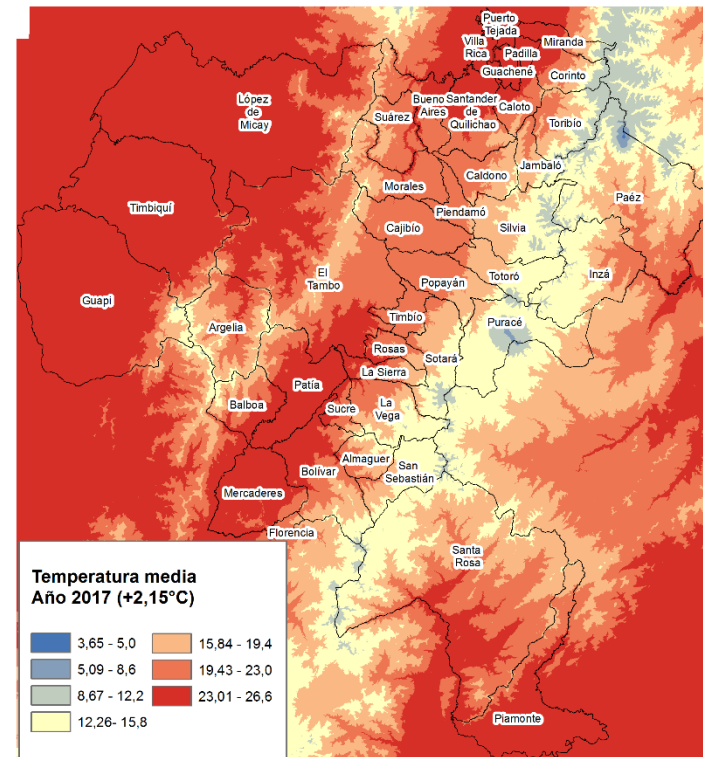 Puerto
Tejada
Villa
Rica
Padilla
Miranda
Guachené
Corinto
López
de
Micay
Suárez
Bueno
Aires
Santander
de
Quilichao
Caloto
Toribío
Jambaló
Caldono
Morales
Paéz
Timbiquí
Piendamó
Cajibío
Silvia
El
Tambo
Popayán
Totoró
Inzá
Guapí
Argelia
Timbío
Puracé
Rosas
Sotará
La Sierra
Patía
Balboa
Sucre
La
Vega
Almaguer
San
Sebastián
Bolívar
Mercaderes
Florencia
Santa
Rosa
Piamonte
Temperatura media
Año 2017 (+2,15ºC)
3,65 - 5,0
5,09 - 8,6
8,67 - 12,2
12,26- 15,8
15,84 - 19,4
19,43 - 23,0
23,01 - 26,6